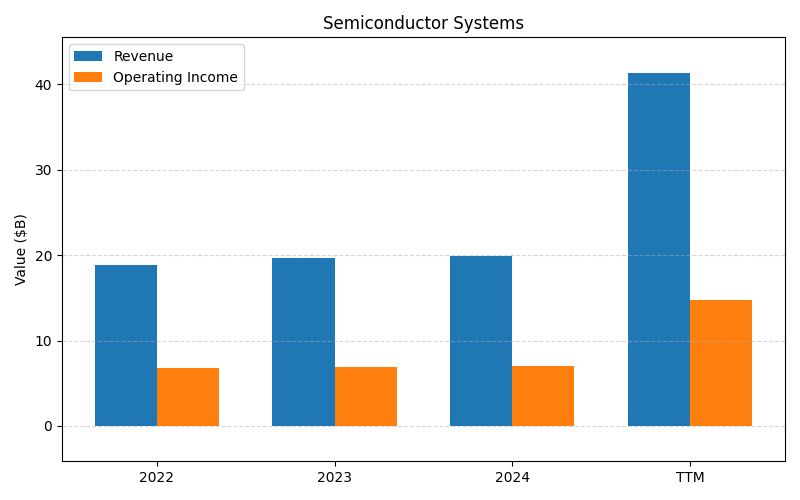 Semiconductor Systems
Revenue
Operating Income
Value ($B)
40
30
20
10
0
2022
2023
2024
TTM